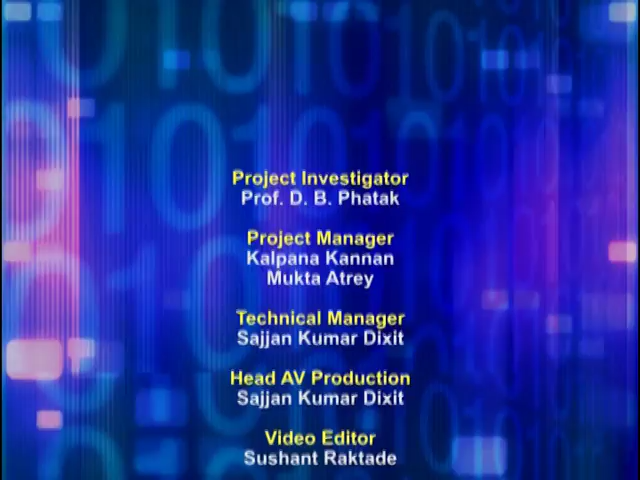 Project Investigator
Prof. D. B. Phatak
Project Manager
Kalpana Kannan
Mukta Atrey
Technical Manager
Sajjan Kumar Dixit
Head AV Production
Sajjan Kumar Dixit
Video Editor
Sushant Raktade